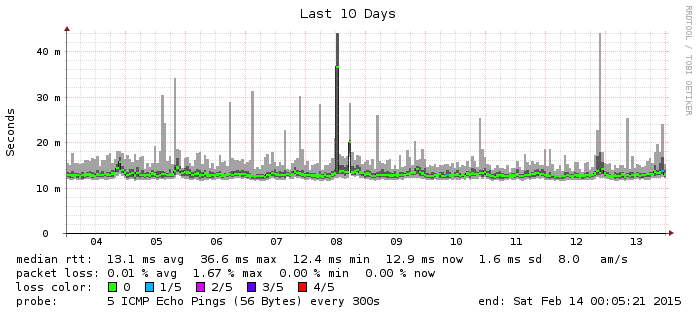 Last 10 Days
RRDTOOL / TOBI OETIKER
Seconds
40 m
30 m
20 m
10 m
0
04 05 06 07 08 09 10 11 12 13
median rtt: 13.1 ms avg 36.6 ms max 12.4 ms min 12.9 ms now 1.6 ms sd 8.0 am/s
packet loss: 0.01 % avg 1.67 % max 0.00 % min 0.00 % now
loss color: 0 1/5 2/5 3/5 4/5
probe: 5 ICMP Echo Pings (56 Bytes) every 300s end: Sat Feb 14 00:05:21 2015